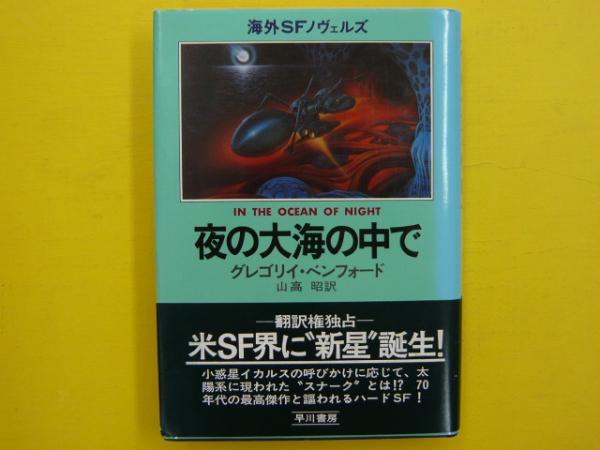 海外SFノヴェルズ
IN THE OCEAN OF NIGHT
夜の大海の中で
グレゴリイ・ベンフォード
山高 昭訳
―翻訳権独占―
米SF界に〝新星〟誕生!
小惑星イカルスの呼びかけに応じて、太
陽系に現われた〝スナーク〟とは!? 70
年代の最高傑作と謳われるハードSF!
早川書房